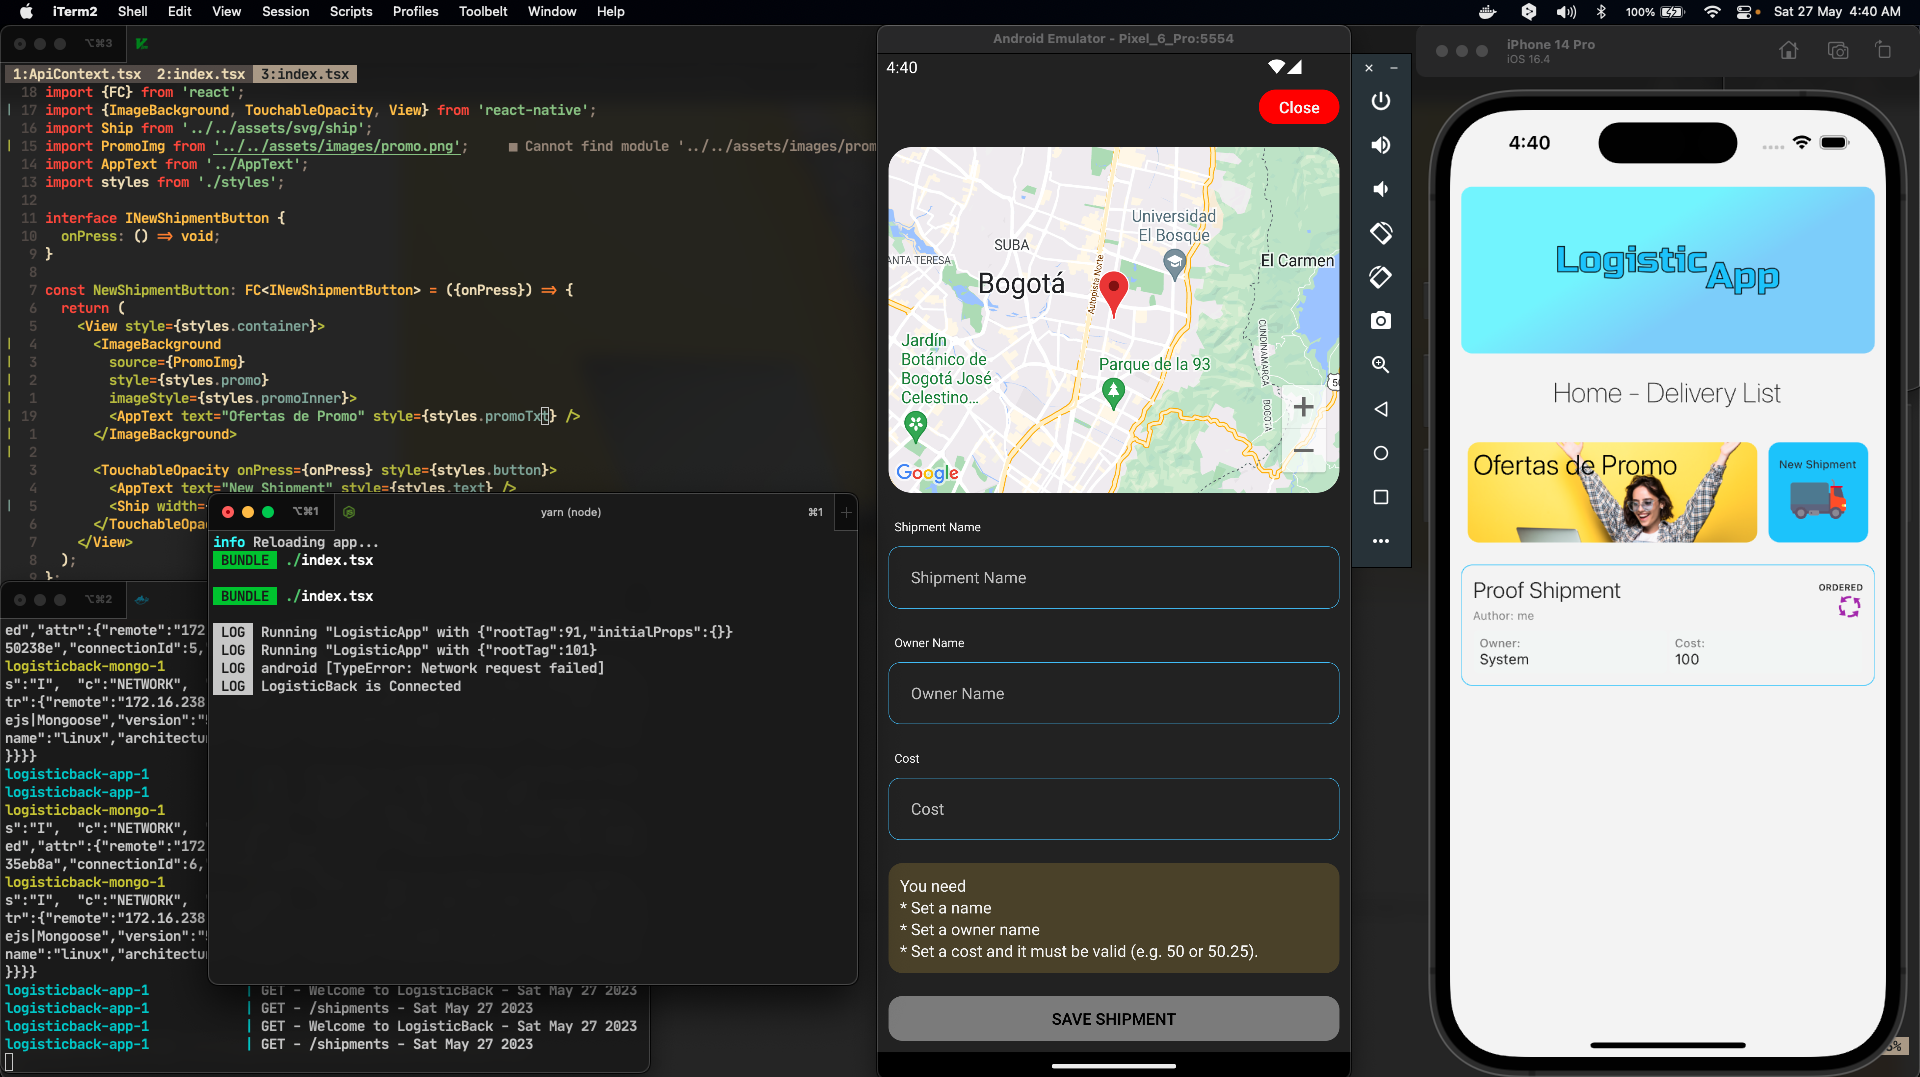 iTerm2 Shell Edit View Session Scripts Profiles Toolbelt Window Help
100% Sat 27 May 4:40 AM
⌥⌘3
1:ApiContext.tsx 2:index.tsx 3:index.tsx
18 import {FC} from 'react';
17 import {ImageBackground, TouchableOpacity, View} from 'react-native';
16 import Ship from '../../assets/svg/ship';
15 import PromoImg from '../../assets/images/promo.png'; ■ Cannot find module '../../assets/images/prom
14 import AppText from '../AppText';
13 import styles from './styles';
12
11 interface INewShipmentButton {
10 onPress: () => void;
9 }
8
7 const NewShipmentButton: FC<INewShipmentButton> = ({onPress}) => {
6 return (
5 <View style={styles.container}>
4 <ImageBackground
3 source={PromoImg}
2 style={styles.promo}
1 imageStyle={styles.promoInner}>
19 <AppText text="Ofertas de Promo" style={styles.promoTxt} />
1 </ImageBackground>
2
3 <TouchableOpacity onPress={onPress} style={styles.button}>
4 <AppText text="New Shipment" style={styles.text} />
5 <Ship width=
6 </TouchableOpac
7 </View>
8 );
9 };
⌥⌘1 yarn (node) ⌘1
info Reloading app...
BUNDLE ./index.tsx
BUNDLE ./index.tsx
LOG Running "LogisticApp" with {"rootTag":91,"initialProps":{}}
LOG Running "LogisticApp" with {"rootTag":101}
LOG android [TypeError: Network request failed]
LOG LogisticBack is Connected
⌥⌘2
ed","attr":{"remote":"172
50238e","connectionId":5,
logisticback-mongo-1
s":"I", "c":"NETWORK",
tr":{"remote":"172.16.238
ejs|Mongoose","version":"
name":"linux","architectu
}}}}
logisticback-app-1
logisticback-app-1
logisticback-mongo-1
s":"I", "c":"NETWORK",
ed","attr":{"remote":"172
35eb8a","connectionId":6,
logisticback-mongo-1
s":"I", "c":"NETWORK",
tr":{"remote":"172.16.238
ejs|Mongoose","version":"
name":"linux","architectu
}}}}
logisticback-app-1 | GET - Welcome to LogisticBack - Sat May 27 2023
logisticback-app-1 | GET - /shipments - Sat May 27 2023
logisticback-app-1 | GET - Welcome to LogisticBack - Sat May 27 2023
logisticback-app-1 | GET - /shipments - Sat May 27 2023
Android Emulator - Pixel_6_Pro:5554
4:40
Close
Universidad
El Bosque
SUBA
ANTA TERESA
El Carmen
Bogotá
Autopista Norte
Jardín
Botánico de
Bogotá José
Celestino...
Parque de la 93
CUNDINAMARCA
BOGOTÁ
50
Google
Shipment Name
Shipment Name
Owner Name
Owner Name
Cost
Cost
You need
* Set a name
* Set a owner name
* Set a cost and it must be valid (e.g. 50 or 50.25).
SAVE SHIPMENT
iPhone 14 Pro
iOS 16.4
4:40
Logistic
App
Home - Delivery List
Ofertas de Promo
New Shipment
Proof Shipment
ORDERED
Author: me
Owner: Cost:
System 100